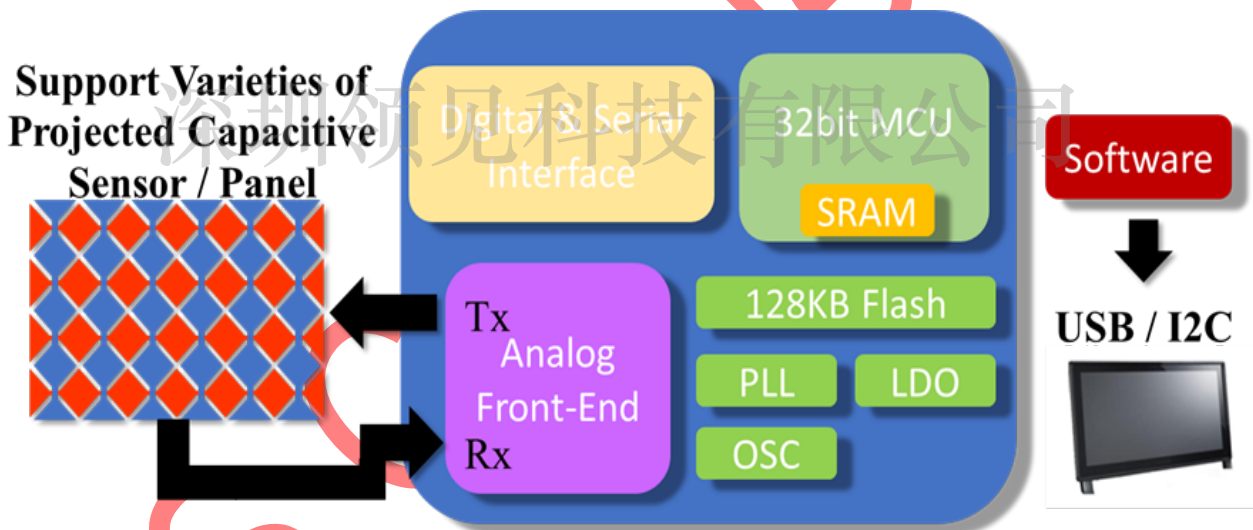 Support Varieties of
Projected Capacitive
Sensor / Panel
深圳领见科技有限公司
Digital & Serial
Interface
32bit MCU
SRAM
Tx
Analog
Front-End
Rx
128KB Flash
PLL
LDO
OSC
Software
USB / I2C